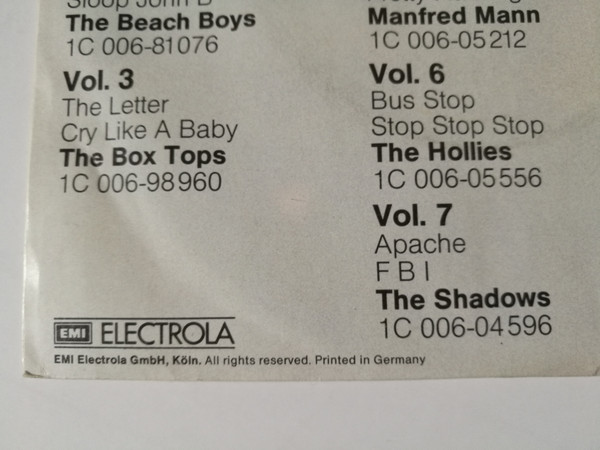 Sloop John B
The Beach Boys
1C 006-81076
Vol. 3
The Letter
Cry Like A Baby
The Box Tops
1C 006-98960
Manfred Mann
1C 006-05212
Vol. 6
Bus Stop
Stop Stop Stop
The Hollies
1C 006-05556
Vol. 7
Apache
F B I
The Shadows
1C 006-04596
EMI ELECTROLA
EMI Electrola GmbH, Köln. All rights reserved. Printed in Germany